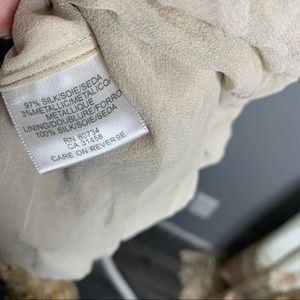 97% SILK/SOIE/SEDA
3%METALLIC/METALICO/
METALLIQUE
LINING/DOUBLURE/FORRO
100% SILK/SOIE/SEDA
RN 80734
CA 31458
CARE ON REVERSE